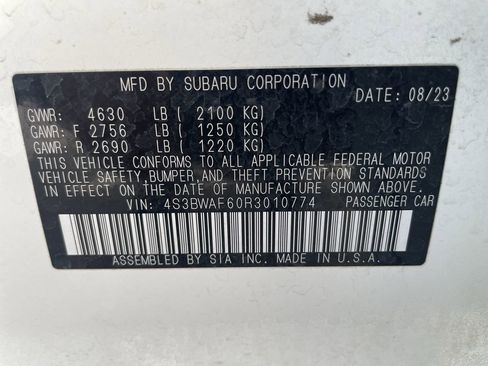 MFD BY SUBARU CORPORATION
DATE: 08/23
GVWR: 4630 LB ( 2100 KG)
GAWR: F 2756 LB ( 1250 KG)
GAWR: R 2690 LB ( 1220 KG)
THIS VEHICLE CONFORMS TO ALL APPLICABLE FEDERAL MOTOR
VEHICLE SAFETY, BUMPER, AND THEFT PREVENTION STANDARDS
IN EFFECT ON THE DATE OF MANUFACTURE SHOWN ABOVE.
VIN: 4S3BWAF60R3010774 PASSENGER CAR
ASSEMBLED BY SIA INC. MADE IN U.S.A.